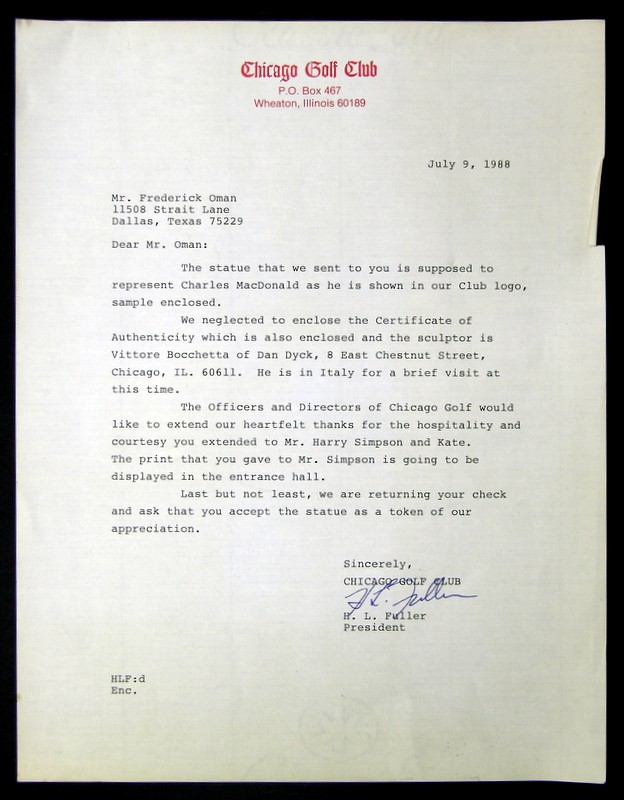 Chicago Golf Club
P.O. Box 467
Wheaton, Illinois 60189
July 9, 1988
Mr. Frederick Oman
11508 Strait Lane
Dallas, Texas 75229
Dear Mr. Oman:
The statue that we sent to you is supposed to
represent Charles MacDonald as he is shown in our Club logo,
sample enclosed.
We neglected to enclose the Certificate of
Authenticity which is also enclosed and the sculptor is
Vittore Bocchetta of Dan Dyck, 8 East Chestnut Street,
Chicago, IL. 60611. He is in Italy for a brief visit at
this time.
The Officers and Directors of Chicago Golf would
like to extend our heartfelt thanks for the hospitality and
courtesy you extended to Mr. Harry Simpson and Kate.
The print that you gave to Mr. Simpson is going to be
displayed in the entrance hall.
Last but not least, we are returning your check
and ask that you accept the statue as a token of our
appreciation.
Sincerely,
CHICAGO GOLF CLUB
H L. Fuller
H. L. Fuller
President
HLF:d
Enc.